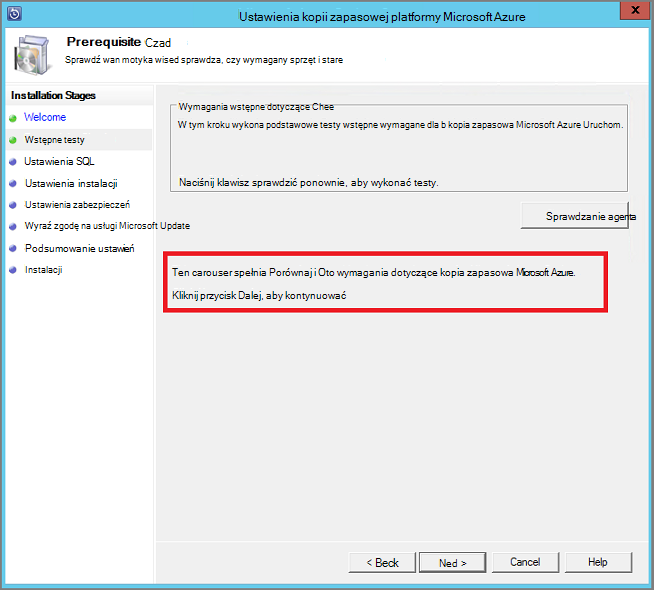 Ustawienia kopii zapasowej platformy Microsoft Azure
x
Prerequisite Czad
Sprawdź wan motyka wised sprawdza, czy wymagany sprzęt i stare
Installation Stages
Welcome
Wstępne testy
Ustawienia SQL
Ustawienia instalacji
Ustawienia zabezpieczeń
Wyraź zgodę na usługi Microsoft Update
Podsumowanie ustawień
Instalacji
Wymagania wstępne dotyczące Chee
W tym kroku wykona podstawowe testy wstępne wymagane dla b kopia zapasowa Microsoft Azure Uruchom.
Naciśnij klawisz sprawdzić ponownie, aby wykonać testy.
Sprawdzanie agenta
Ten carouser spełnia Porównaj i Oto wymagania dotyczące kopia zapasowa Microsoft Azure.
Kliknij przycisk Dalej, aby kontynuować
< Beck
Ned >
Cancel
Help